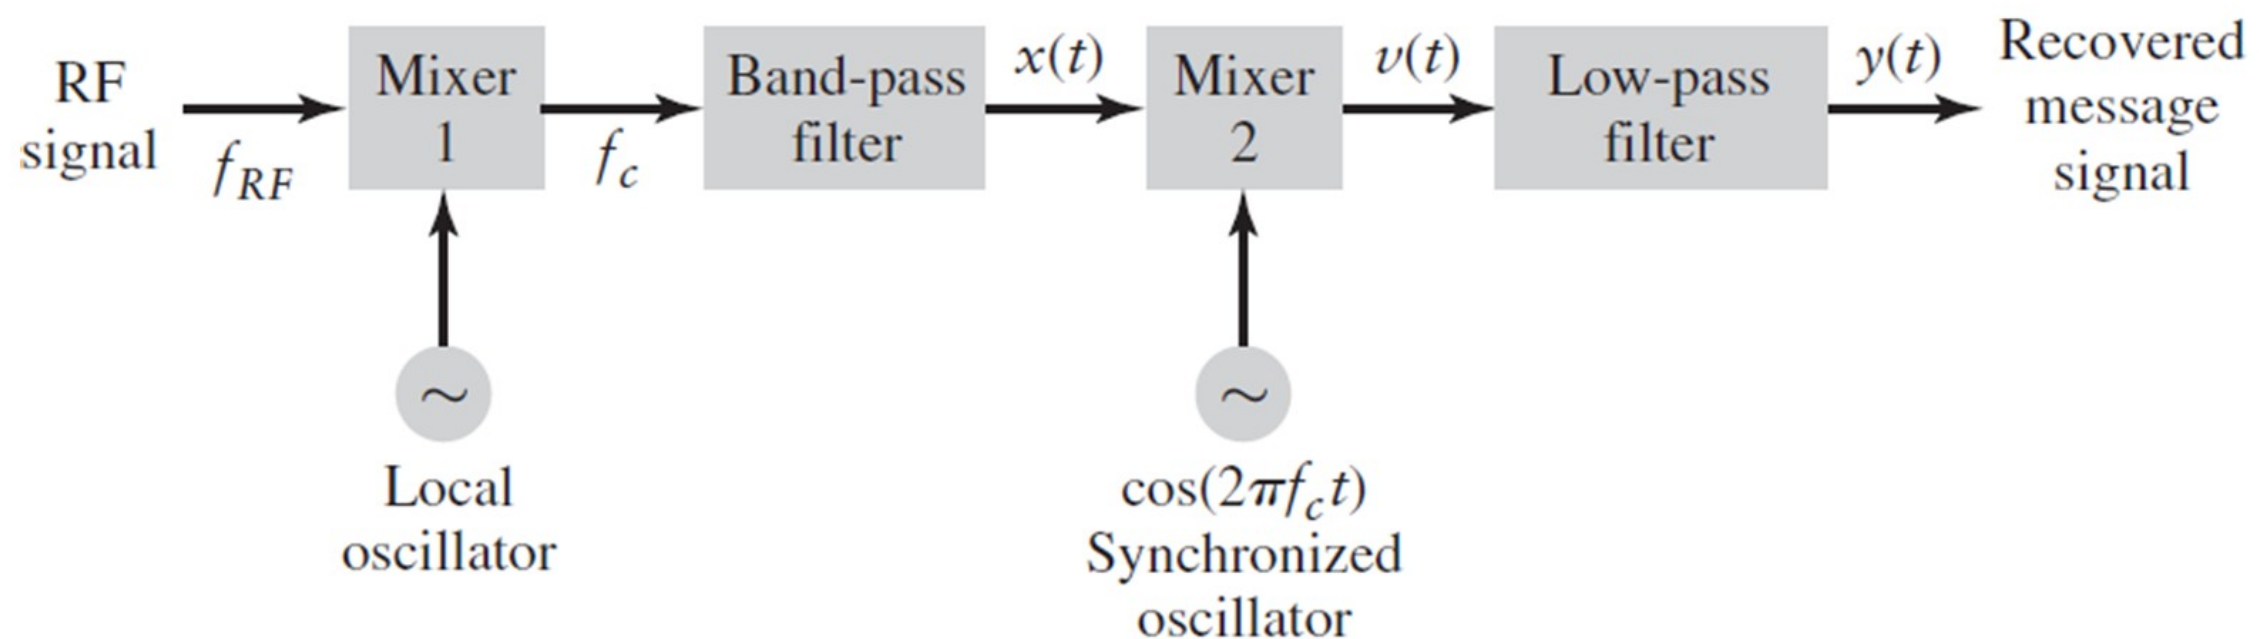 RF
signal
f_RF
Mixer
1
f_c
Band-pass
filter
x(t)
Mixer
2
v(t)
Low-pass
filter
y(t)
Recovered
message
signal
~
Local
oscillator
~
cos(2πf_ct)
Synchronized
oscillator